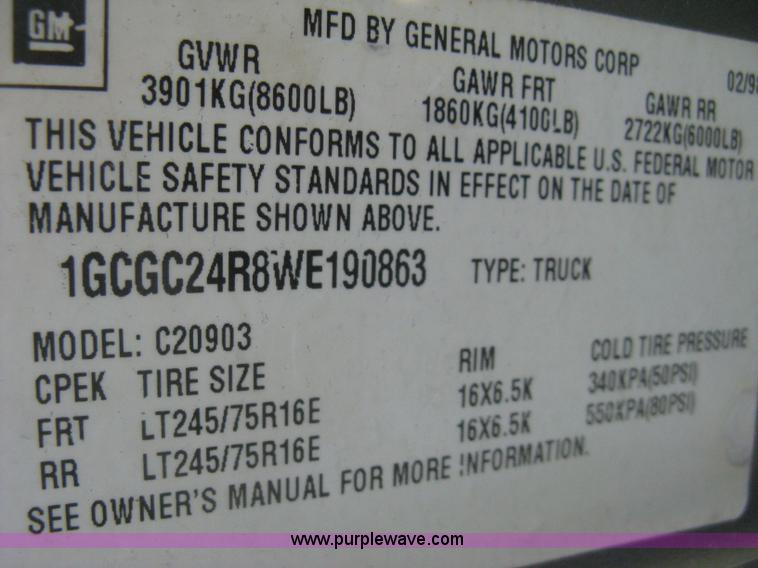 GM
MFD BY GENERAL MOTORS CORP
02/98
GVWR GAWR FRT GAWR RR
3901KG(8600LB) 1860KG(4100LB) 2722KG(6000LB)
THIS VEHICLE CONFORMS TO ALL APPLICABLE U.S. FEDERAL MOTOR
VEHICLE SAFETY STANDARDS IN EFFECT ON THE DATE OF
MANUFACTURE SHOWN ABOVE.
1GCGC24R8WE190863 TYPE: TRUCK
MODEL: C20903
CPEK TIRE SIZE RIM COLD TIRE PRESSURE
FRT LT245/75R16E 16X6.5K 340KPA(50PSI)
RR LT245/75R16E 16X6.5K 550KPA(80PSI)
SEE OWNER'S MANUAL FOR MORE INFORMATION.
www.purplewave.com